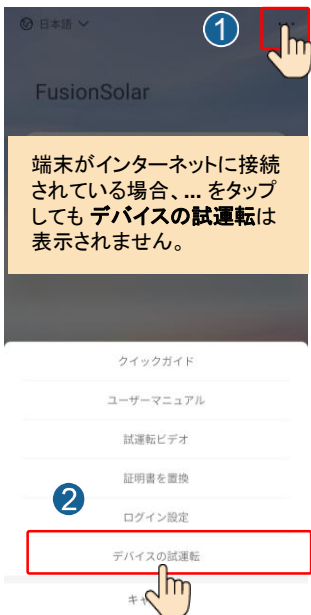 日本語
1
...
FusionSolar
端末がインターネットに接続
されている場合、... をタップ
しても デバイスの試運転は
表示されません。
クイックガイド
ユーザーマニュアル
試運転ビデオ
証明書を置換
2
ログイン設定
デバイスの試運転
キャ